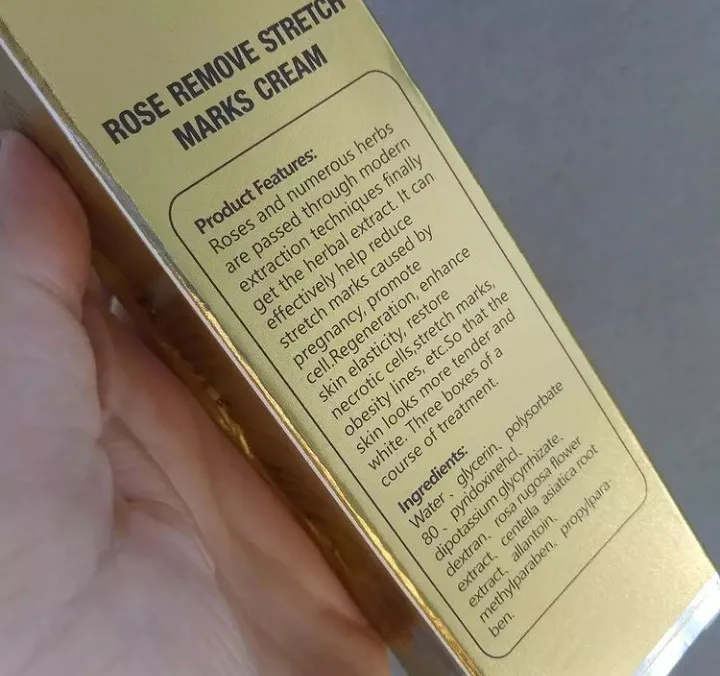 ROSE REMOVE STRETCH
MARKS CREAM
Product Features:
Roses and numerous herbs
are passed through modern
extraction techniques finally
get the herbal extract. It can
effectively help reduce
stretch marks caused by
pregnancy, promote
cell.Regeneration, enhance
skin elasticity, restore
necrotic cells,stretch marks,
obesity lines, etc.So that the
skin looks more tender and
white. Three boxes of a
course of treatment.
Ingredients:
Water、glycerin、polysorbate
80、pyridoxinehcl、
dipotassium glycyrrhizate、
dextran、rosa rugosa flower
extract、centella asiatica root
extract、allantoin、
methylparaben、propylpara
ben.